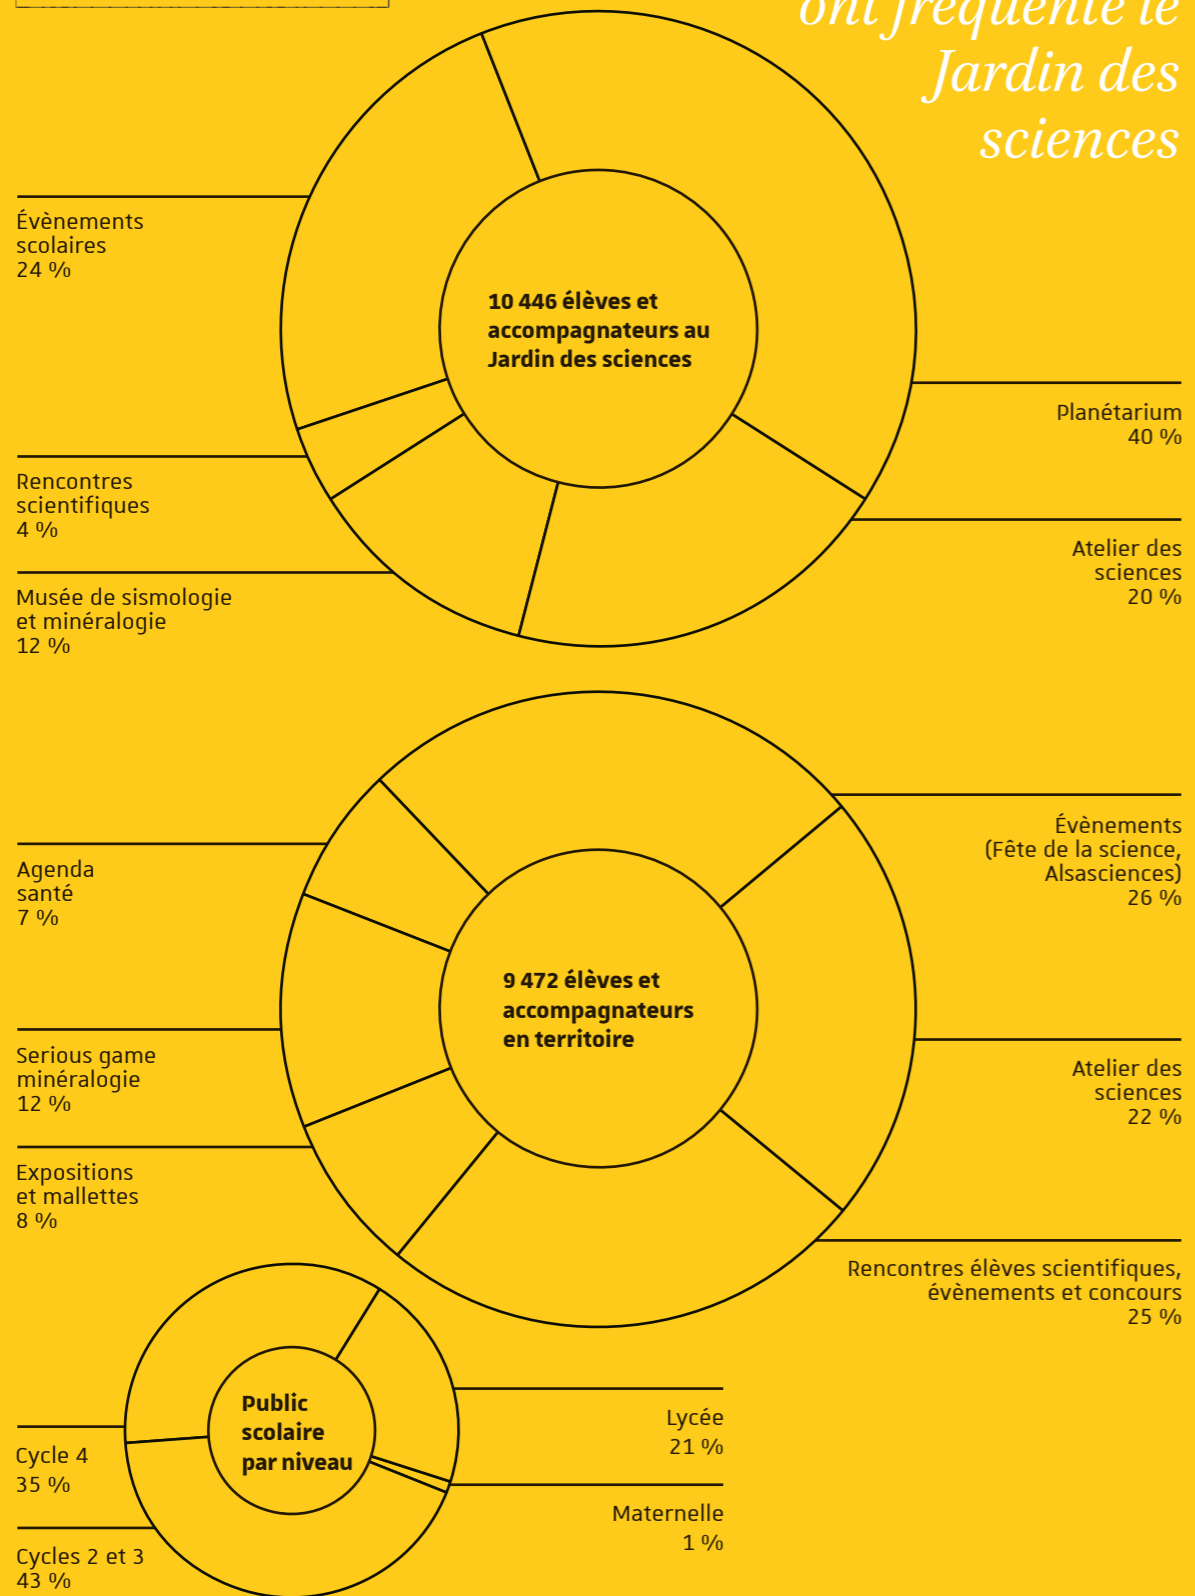 ont fréquenté le
Jardin des
sciences
Évènements
scolaires
24 %
10 446 élèves et
accompagnateurs au
Jardin des sciences
Planétarium
40 %
Rencontres
scientifiques
4 %
Atelier des
sciences
20 %
Musée de sismologie
et minéralogie
12 %
Évènements
(Fête de la science,
Alsasciences)
26 %
Agenda
santé
7 %
9 472 élèves et
accompagnateurs
en territoire
Serious game
minéralogie
12 %
Atelier des
sciences
22 %
Expositions
et mallettes
8 %
Rencontres élèves scientifiques,
évènements et concours
25 %
Public
scolaire
par niveau
Lycée
21 %
Cycle 4
35 %
Maternelle
1 %
Cycles 2 et 3
43 %